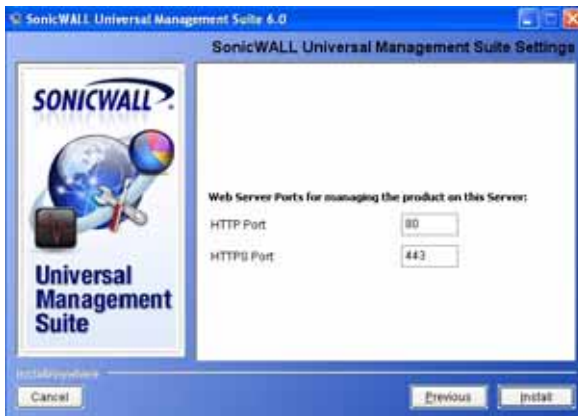 SonicWALL Universal Management Suite 6.0
SonicWALL Universal Management Suite Settings
SONICWALL
Universal
Management
Suite
Web Server Ports for managing the product on this Server:
HTTP Port 80
HTTPS Port 443
InstallAnywhere
Cancel Previous Install